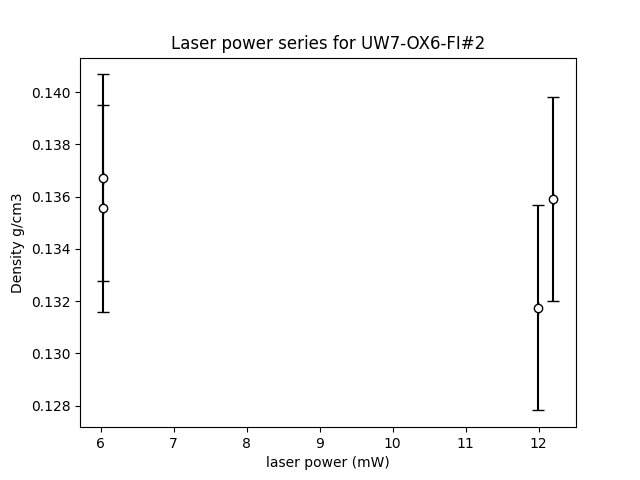 Laser power series for UW7-OX6-FI#2
0.140
0.138
0.136
0.134
0.132
0.130
0.128
Density g/cm3
6 7 8 9 10 11 12
laser power (mW)